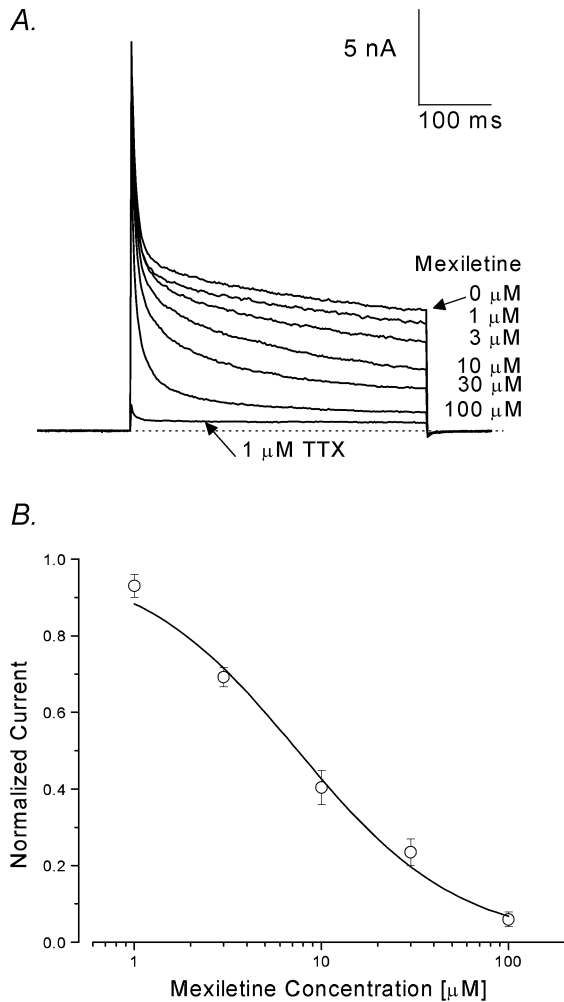 A.
5 nA
100 ms
Mexiletine
0 μM
1 μM
3 μM
10 μM
30 μM
100 μM
1 μM TTX
B.
1.0
0.8
0.6
0.4
0.2
0.0
Normalized Current
1
10
100
Mexiletine Concentration [μM]